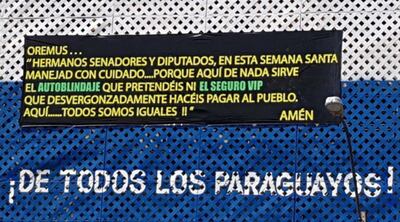 OREMUS . . .
"HERMANOS SENADORES Y DIPUTADOS, EN ESTA SEMANA SANTA
MANEJAD CON CUIDADO....PORQUE AQUÍ DE NADA SIRVE
EL AUTOBLINDAJE QUE PRETENDÉIS NI EL SEGURO VIP
QUE DESVERGONZADAMENTE HACÉIS PAGAR AL PUEBLO.
AQUÍ......TODOS SOMOS IGUALES !! " AMÉN
¡DE TODOS LOS PARAGUAYOS!